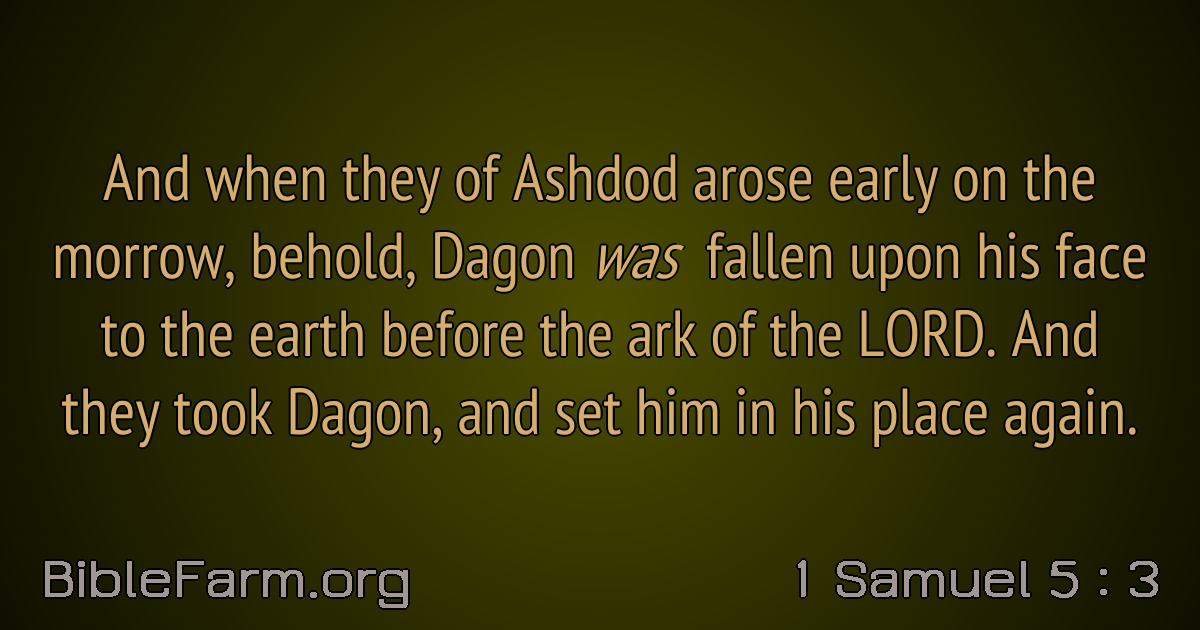 And when they of Ashdod arose early on the
morrow, behold, Dagon was fallen upon his face
to the earth before the ark of the LORD. And
they took Dagon, and set him in his place again.
BibleFarm.org
1 Samuel 5 : 3